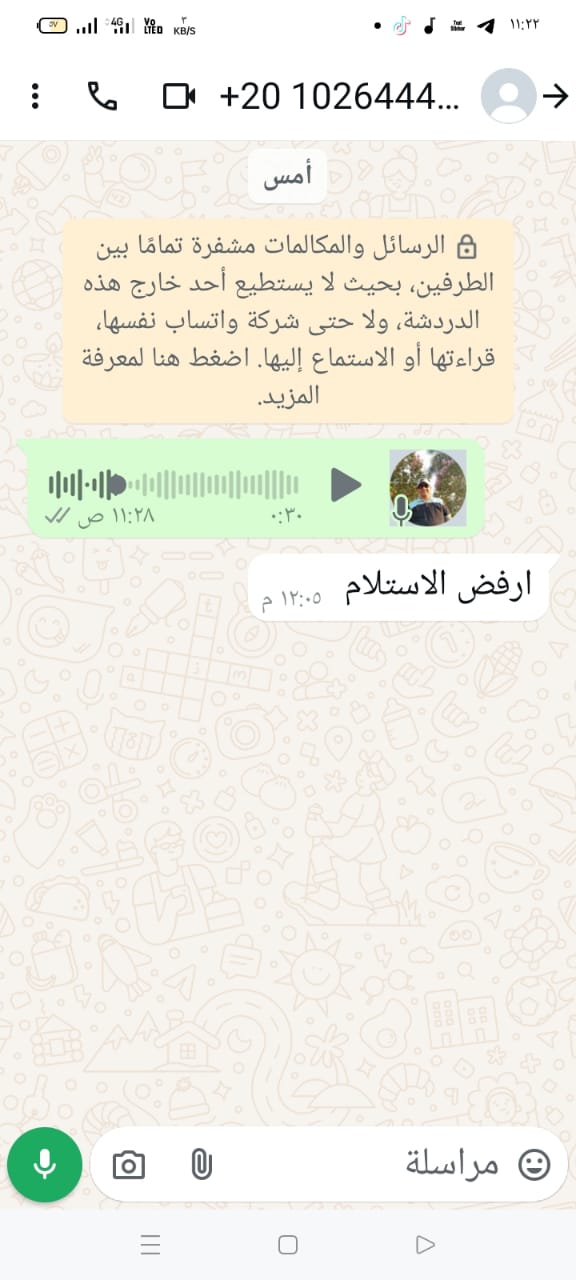 ١١:٢٢
4G
Vo
LTED
٣
KB/S
+20 1026444...
أمس
الرسائل والمكالمات مشفرة تمامًا بين
الطرفين، بحيث لا يستطيع أحد خارج هذه
الدردشة، ولا حتى شركة واتساب نفسها،
قراءتها أو الاستماع إليها. اضغط هنا لمعرفة
المزيد.
٠:٣٠
١١:٢٨ ص
ارفض الاستلام
١٢:٠٥ م
مراسلة